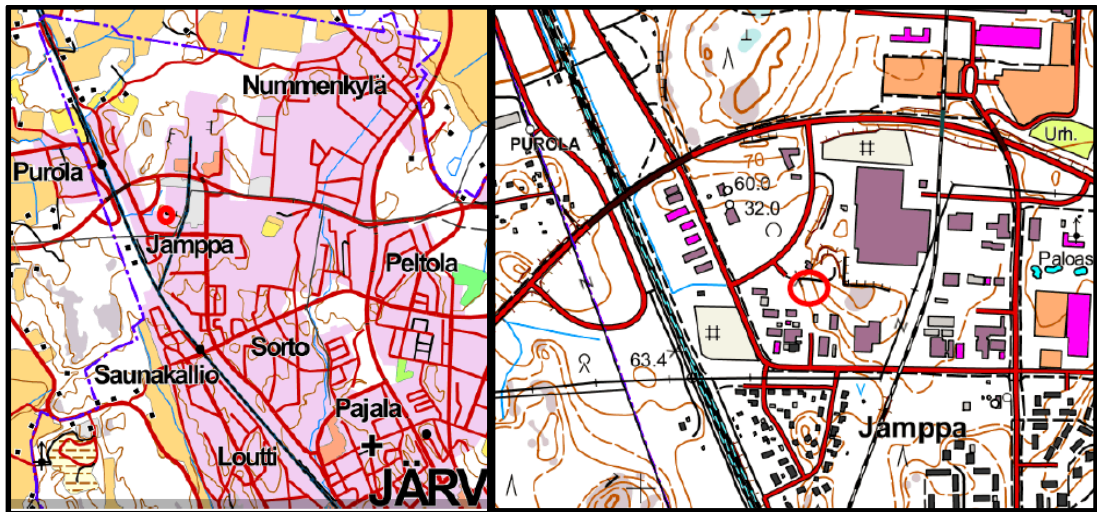 Nummenkylä
Purola
Jamppa
Peltola
Sorto
Saunakallio
Pajala
Loutti
JÄRV
Urh.
PUROLA
70
60.0
32.0
Paloas
63.4
Jamppa